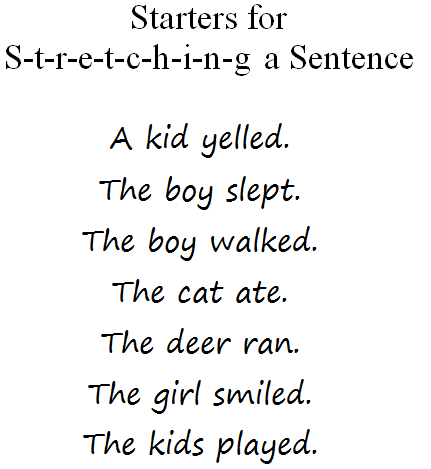 Starters for
S-t-r-e-t-c-h-i-n-g a Sentence
A kid yelled.
The boy slept.
The boy walked.
The cat ate.
The deer ran.
The girl smiled.
The kids played.